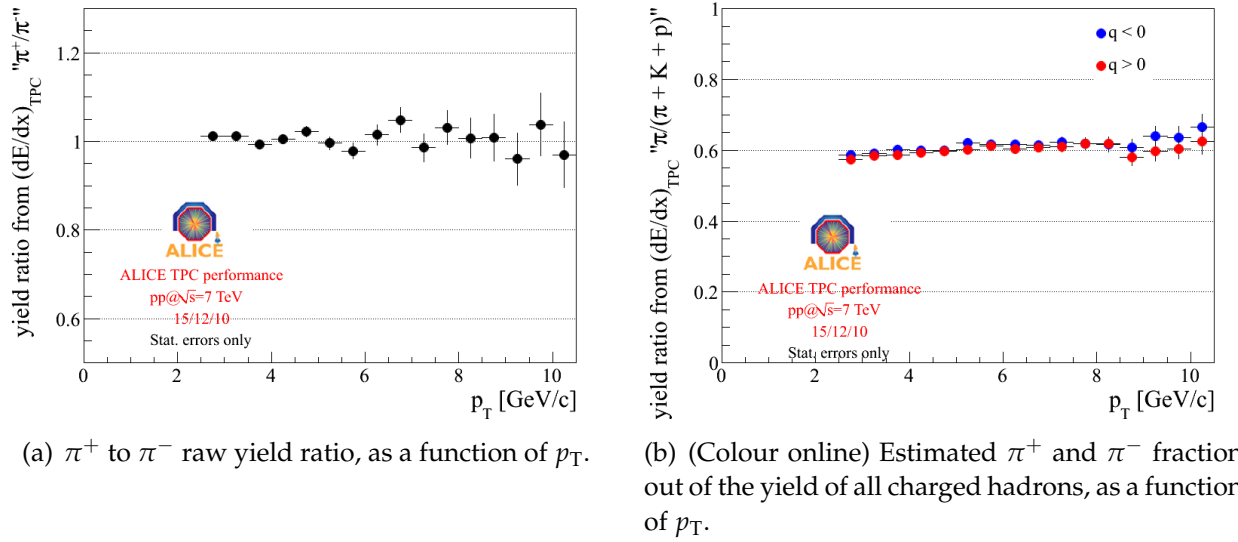 yield ratio from (dE/dx)TPC "π+/π-"
1.2
1
0.8
0.6
ALICE
ALICE TPC performance
pp@√s=7 TeV
15/12/10
Stat. errors only
0 2 4 6 8 10
pT [GeV/c]
(a) π+ to π− raw yield ratio, as a function of pT.
yield ratio from (dE/dx)TPC "π/(π + K + p)"
1
0.8
0.6
0.4
0.2
0
q < 0
q > 0
ALICE
ALICE TPC performance
pp@√s=7 TeV
15/12/10
Stat. errors only
0 2 4 6 8 10
pT [GeV/c]
(b) (Colour online) Estimated π+ and π− fraction
out of the yield of all charged hadrons, as a function
of pT.